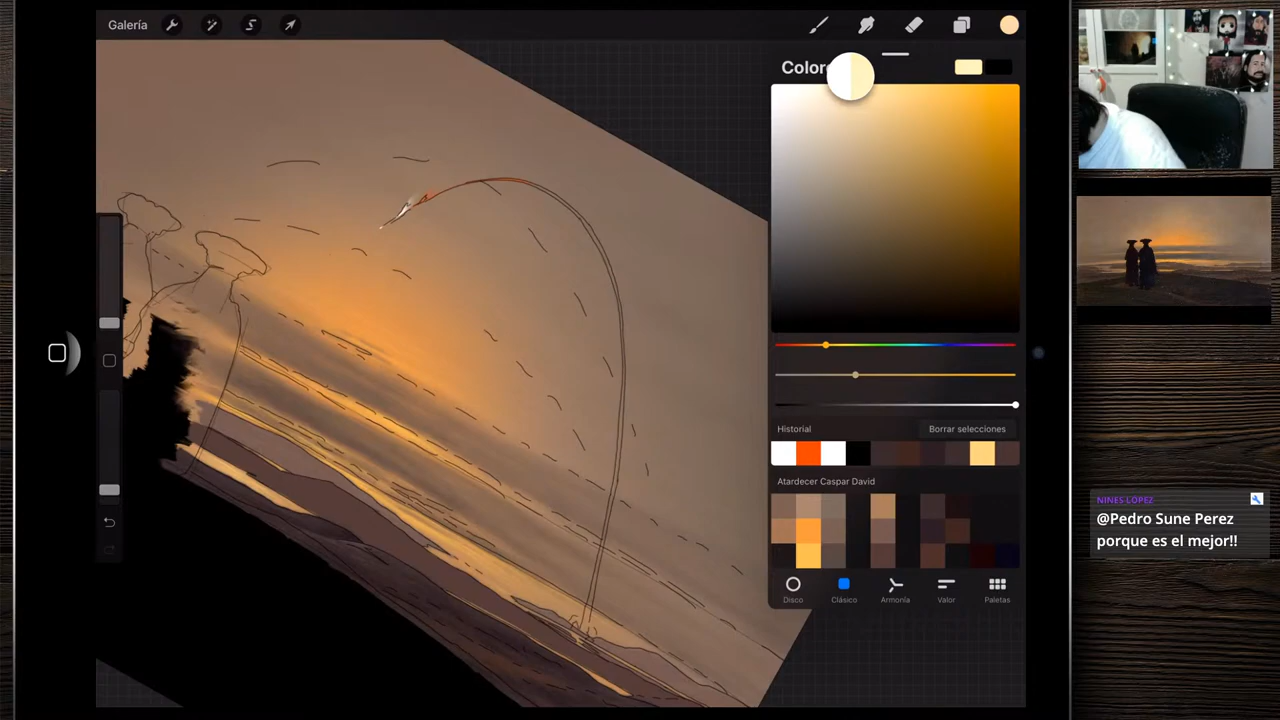 Galería
Colores
Historial
Borrar selecciones
Atardecer Caspar David
Disco
Clásico
Armonía
Valor
Paletas
NINES-LOPEZ
@Pedro Sune Perez
porque es el mejor!!